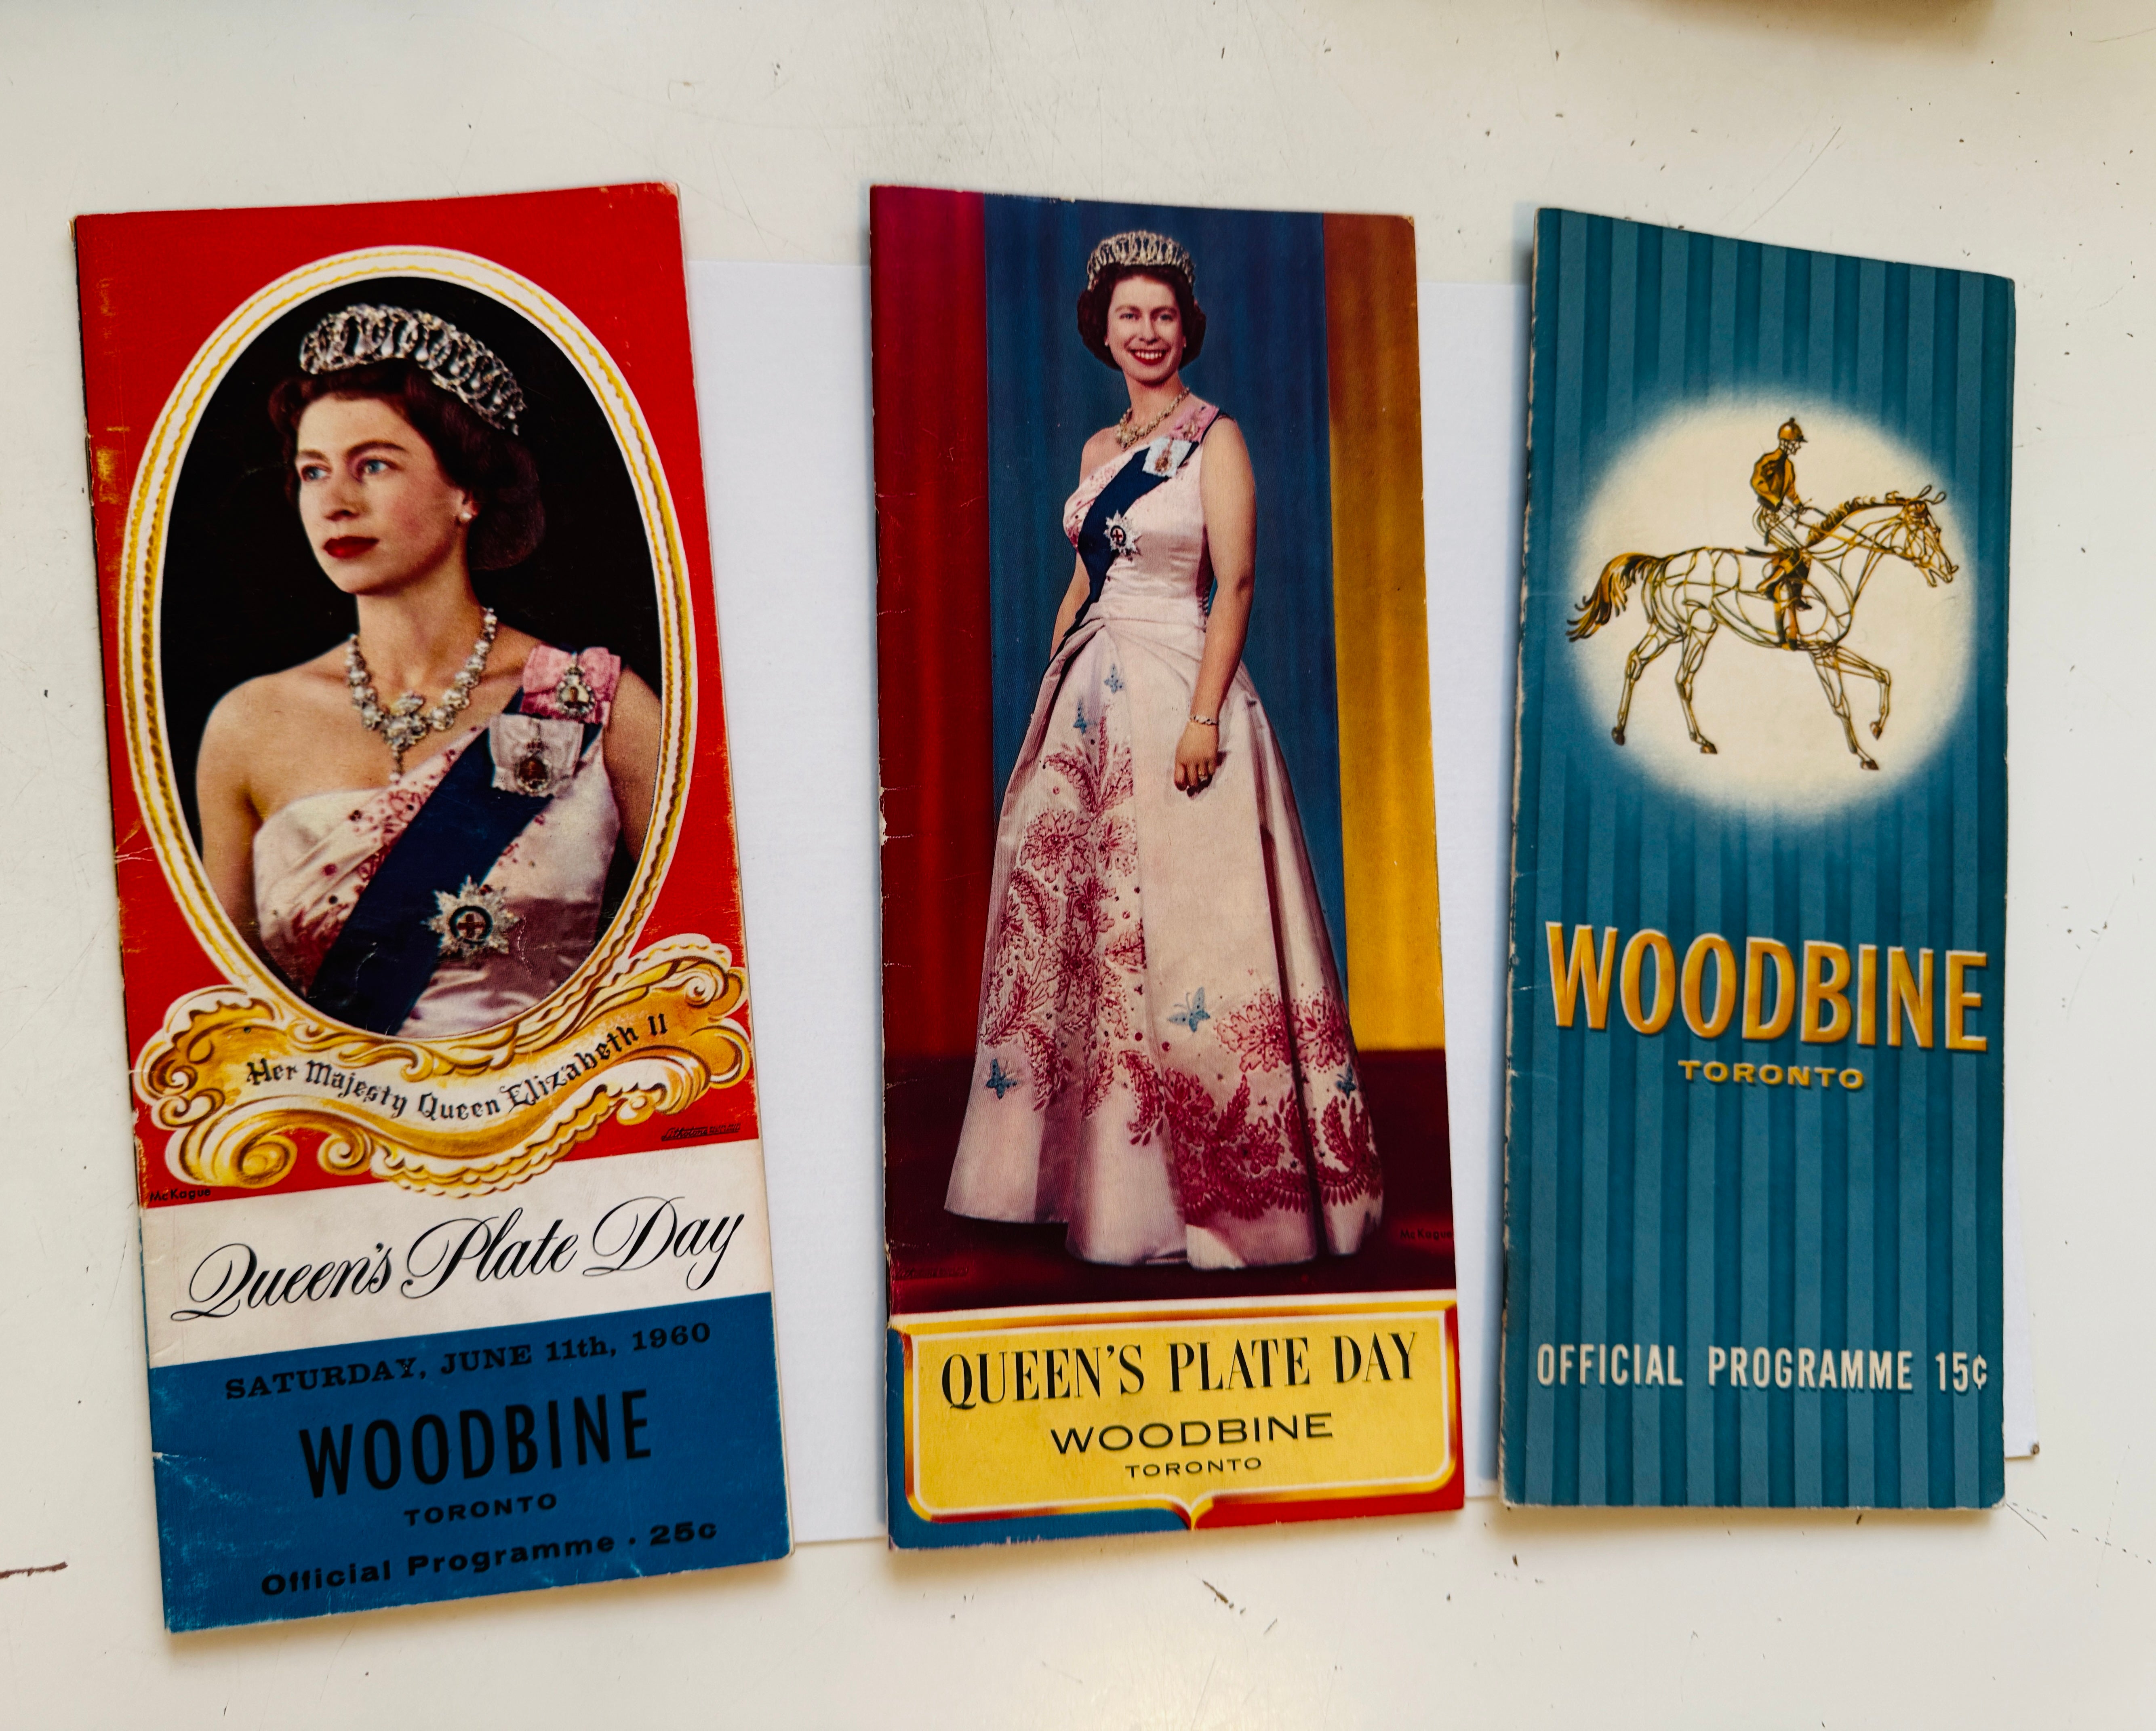 Her Majesty Queen Elizabeth II
McKague
Queen's Plate Day
SATURDAY, JUNE 11th, 1960
WOODBINE
TORONTO
Official Programme • 25c
McKague
QUEEN'S PLATE DAY
WOODBINE
TORONTO
WOODBINE
TORONTO
OFFICIAL PROGRAMME 15¢